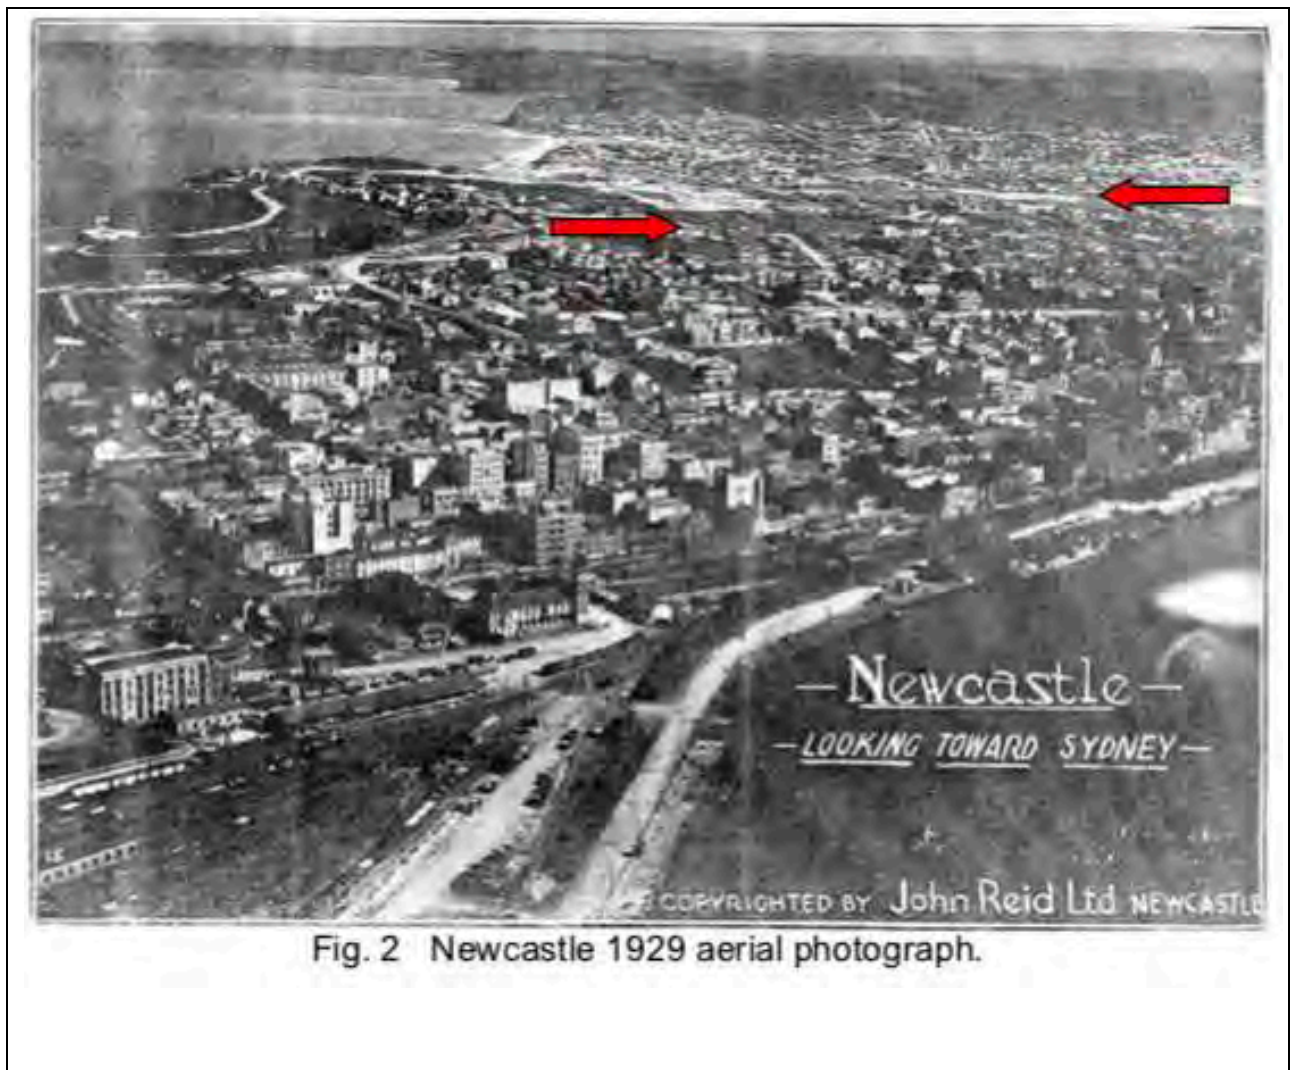 — Newcastle —
— LOOKING TOWARD SYDNEY —
COPYRIGHTED BY John Reid Ltd NEWCASTLE
Fig. 2 Newcastle 1929 aerial photograph.